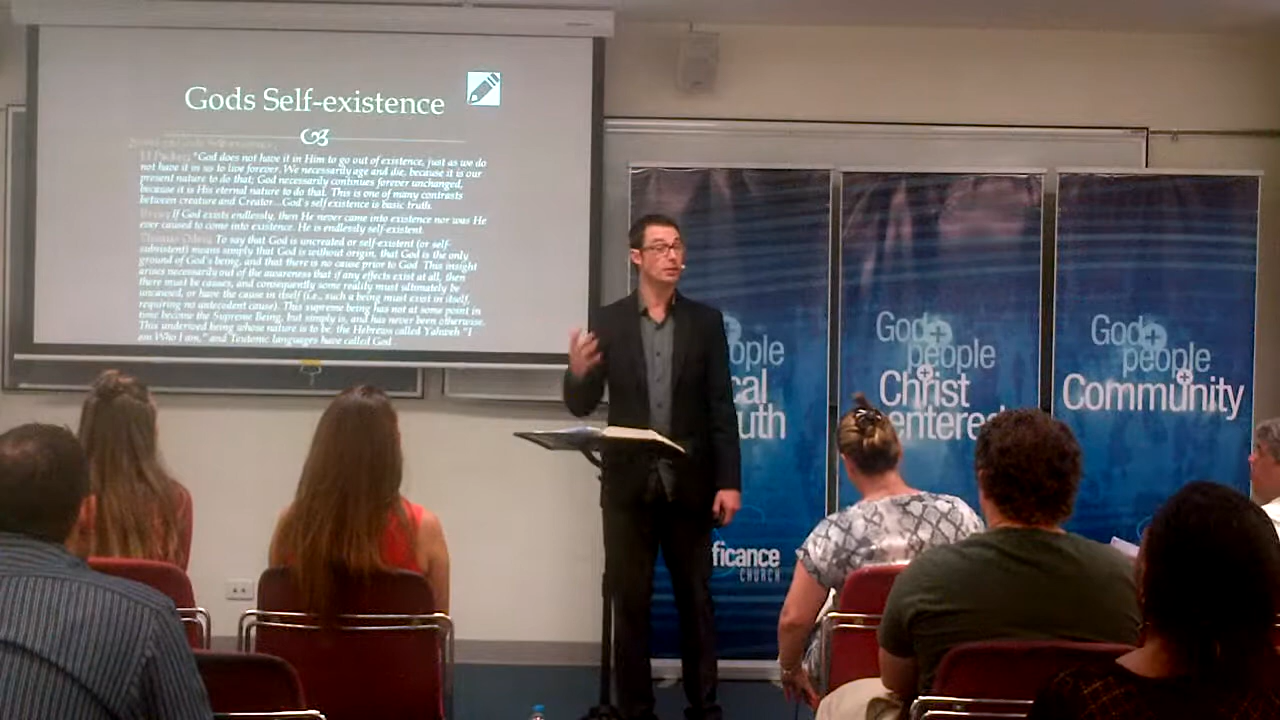 Gods Self-existence
"God does not have it in Him to go out of existence, just as we do
not have it in us to live forever. We necessarily age and die, because it is our
present nature to do that; God necessarily continues forever unchanged,
because it is His eternal nature to do that. This is one of many contrasts
between creature and Creator...God's self existence is basic truth.
If God exists endlessly, then He never came into existence nor was He
ever caused to come into existence. He is endlessly self-existent.
Thomas Oden: To say that God is uncreated or self-existent (or self-
subsistent) means simply that God is without origin, that God is the only
ground of God's being, and that there is no cause prior to God. This insight
arises necessarily out of the awareness that if any effects exist at all, then
there must be causes, and consequently some reality must ultimately be
uncaused, or have the cause in itself (i.e., such a being must exist in itself,
requiring no antecedent cause). This supreme being has not at some point in
time become the Supreme Being, but simply is, and has never been otherwise.
This underived being whose nature is to be, the Hebrews called Yahweh "I
am Who I am," and Teutonic languages have called God.
ople
cal
uth
ficance
CHURCH
God+
people
+
Christ
entered
God+
people
+
Community